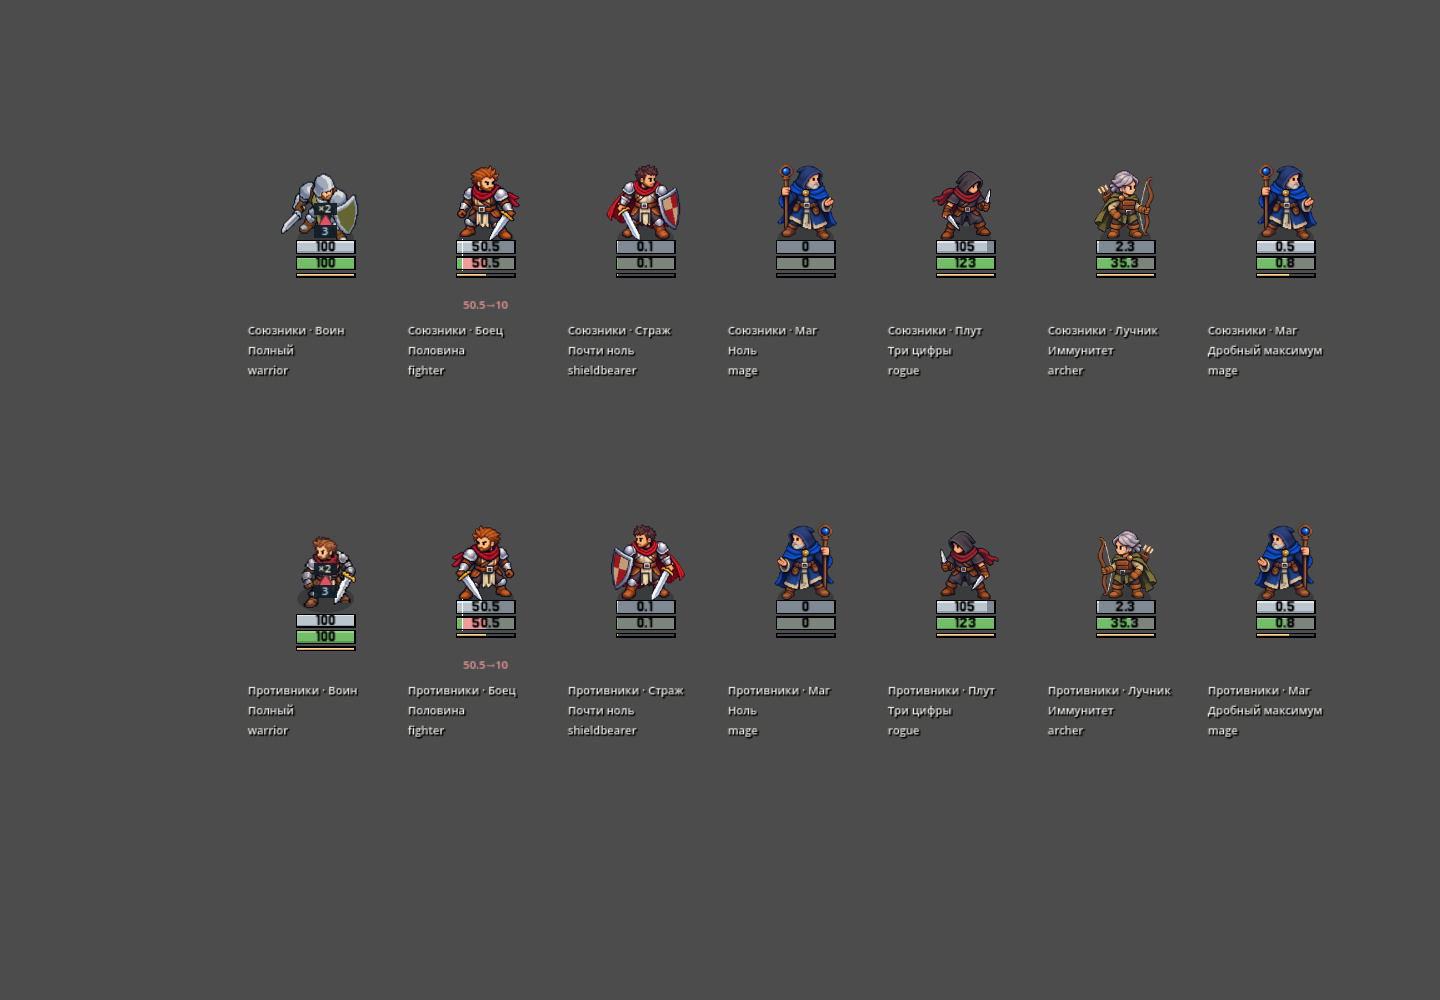 ×2
3
100 50.5 0.1 0 105 2.3 0.5
100 50.5 0.1 0 123 35.3 0.8
50.5→10
Союзники · Воин Союзники · Боец Союзники · Страж Союзники · Маг Союзники · Плут Союзники · Лучник Союзники · Маг
Полный Половина Почти ноль Ноль Три цифры Иммунитет Дробный максимум
warrior fighter shieldbearer mage rogue archer mage
×2
3
100 50.5 0.1 0 105 2.3 0.5
100 50.5 0.1 0 123 35.3 0.8
50.5→10
Противники · Воин Противники · Боец Противники · Страж Противники · Маг Противники · Плут Противники · Лучник Противники · Маг
Полный Половина Почти ноль Ноль Три цифры Иммунитет Дробный максимум
warrior fighter shieldbearer mage rogue archer mage